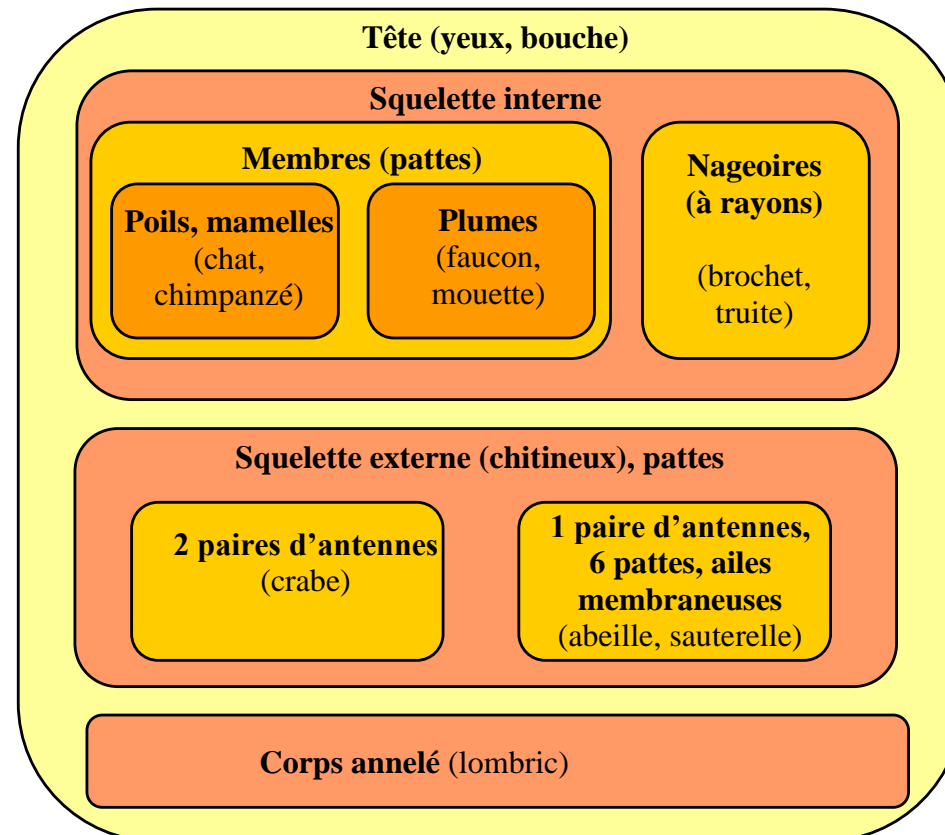 Tête (yeux, bouche)
Squelette interne
Membres (pattes)
Poils, mamelles
(chat,
chimpanzé)
Plumes
(faucon,
mouette)
Nageoires
(à rayons)
(brochet,
truite)
Squelette externe (chitineux), pattes
2 paires d’antennes
(crabe)
1 paire d’antennes,
6 pattes, ailes
membraneuses
(abeille, sauterelle)
Corps annelé (lombric)